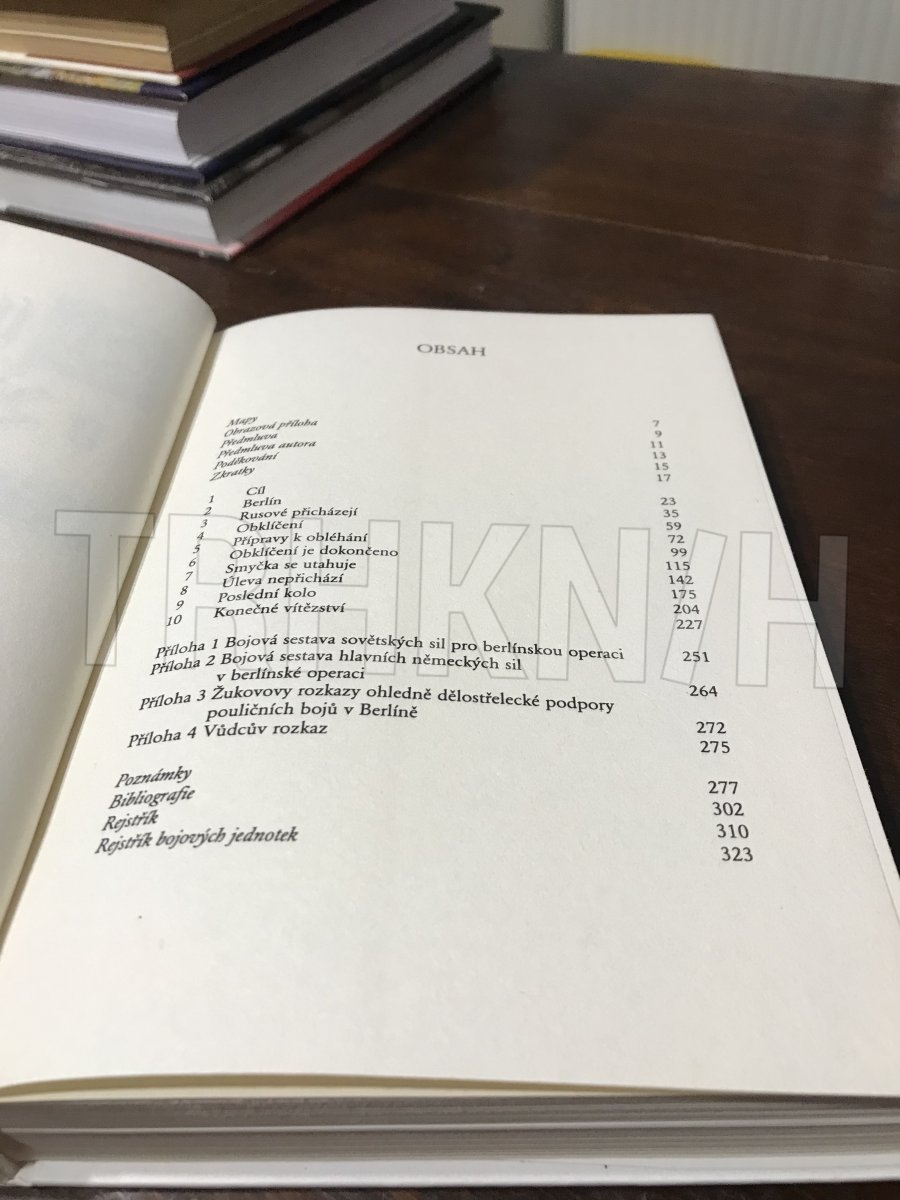 OBSAH
Mapy 7
Obrazová příloha 9
Předmluva 11
Předmluva autora 13
Poděkování 15
Zkratky 17
1 Cíl 23
2 Berlín 35
3 Rusové přicházejí 59
4 Obklíčení 72
5 Přípravy k obléhání 99
6 Obklíčení je dokončeno 115
7 Smyčka se utahuje 142
8 Úleva nepřichází 175
9 Poslední kolo 204
10 Konečné vítězství 227
Příloha 1 Bojová sestava sovětských sil pro berlínskou operaci 251
Příloha 2 Bojová sestava hlavních německých sil
v berlínské operaci 264
Příloha 3 Žukovovy rozkazy ohledně dělostřelecké podpory
pouličních bojů v Berlíně 272
Příloha 4 Vůdcův rozkaz 275
Poznámky 277
Bibliografie 302
Rejstřík 310
Rejstřík bojových jednotek 323
TRHKNIH